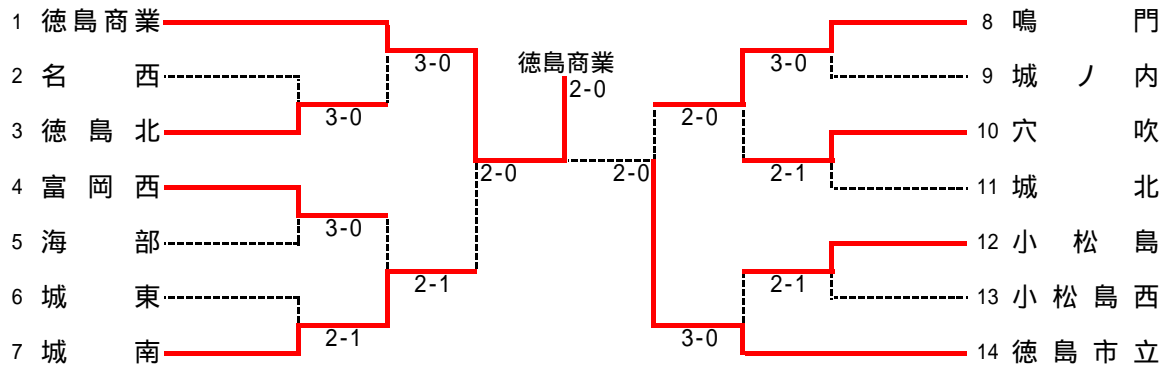 1 徳島商業
2 名西
3 徳島北
4 富岡西
5 海部
6 城東
7 城南
3-0
3-0
3-0
2-1
2-1
2-0
徳島商業
2-0
2-0
2-0
3-0
2-1
2-1
3-0
8 鳴門
9 城ノ内
10 穴吹
11 城北
12 小松島
13 小松島西
14 徳島市立